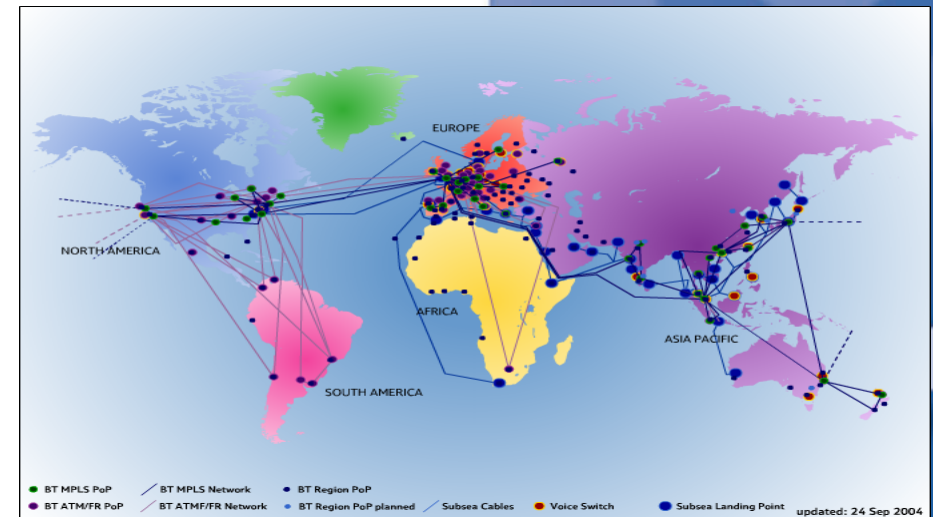 EUROPE
NORTH AMERICA
AFRICA
ASIA PACIFIC
SOUTH AMERICA
BT MPLS PoP BT MPLS Network BT Region PoP
BT ATM/FR PoP BT ATMF/FR Network BT Region PoP planned Subsea Cables Voice Switch Subsea Landing Point updated: 24 Sep 2004